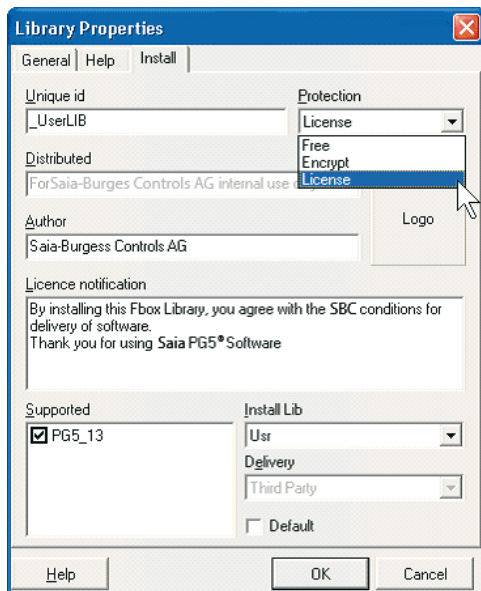 Library Properties
General Help Install
Unique id
Protection
_UserLIB
License
Free
Encrypt
License
Distributed
ForSaia-Burges Controls AG internal use
Logo
Author
Saia-Burgess Controls AG
Licence notification
By installing this Fbox Library, you agree with the SBC conditions for
delivery of software.
Thank you for using Saia PG5® Software
Supported
Install Lib
PG5_13
Usr
Delivery
Third Party
Default
Help
OK
Cancel